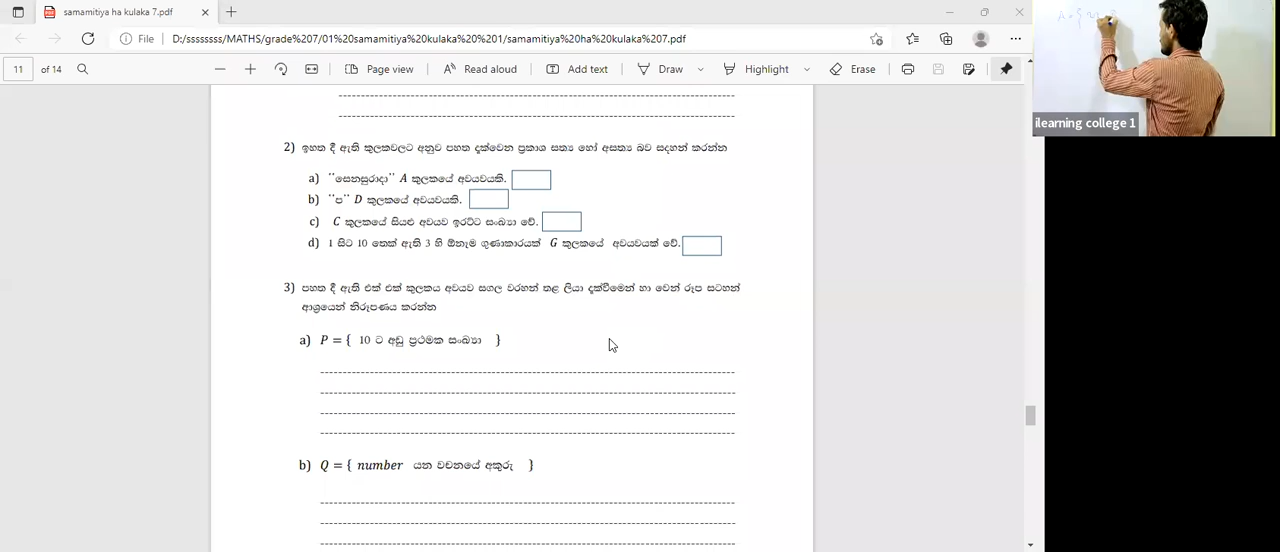 samamitiya ha kulaka 7.pdf
File D:/ssssssss/MATHS/grade%207/01%20samamitiya%20kulaka%20%201/samamitiya%20ha%20kulaka%207.pdf
11 of 14 Page view Read aloud Add text Draw Highlight Erase
ilearning college 1
2) ඉහත දී ඇති කුලකවලට අනුව පහත දැක්වෙන ප්‍රකාශ සත්‍ය හෝ අසත්‍ය බව සදහන් කරන්න
a) ¨සෙනසුරාදා¨ A කුලකයේ අවයවයකි.
b) ¨ප¨ D කුලකයේ අවයවයකි.
c) C කුලකයේ සියළු අවයව ඉරට්ට සංඛ්‍යා වේ.
d) 1 සිට 10 තෙක් ඇති 3 හි ඕනෑම ගුණාකාරයක් G කුලකයේ අවයවයක් වේ.
3) පහත දී ඇති එක් එක් කුලකය අවයව සගල වරහන් තළ ලියා දැක්වීමෙන් හා වෙන් රූප සටහන්
ආශ්‍රයෙන් නිරූපණය කරන්න
a) P = { 10 ට අඩු ප්‍රථමක සංඛ්‍යා }
b) Q = { number යන වචනයේ අකුරු }